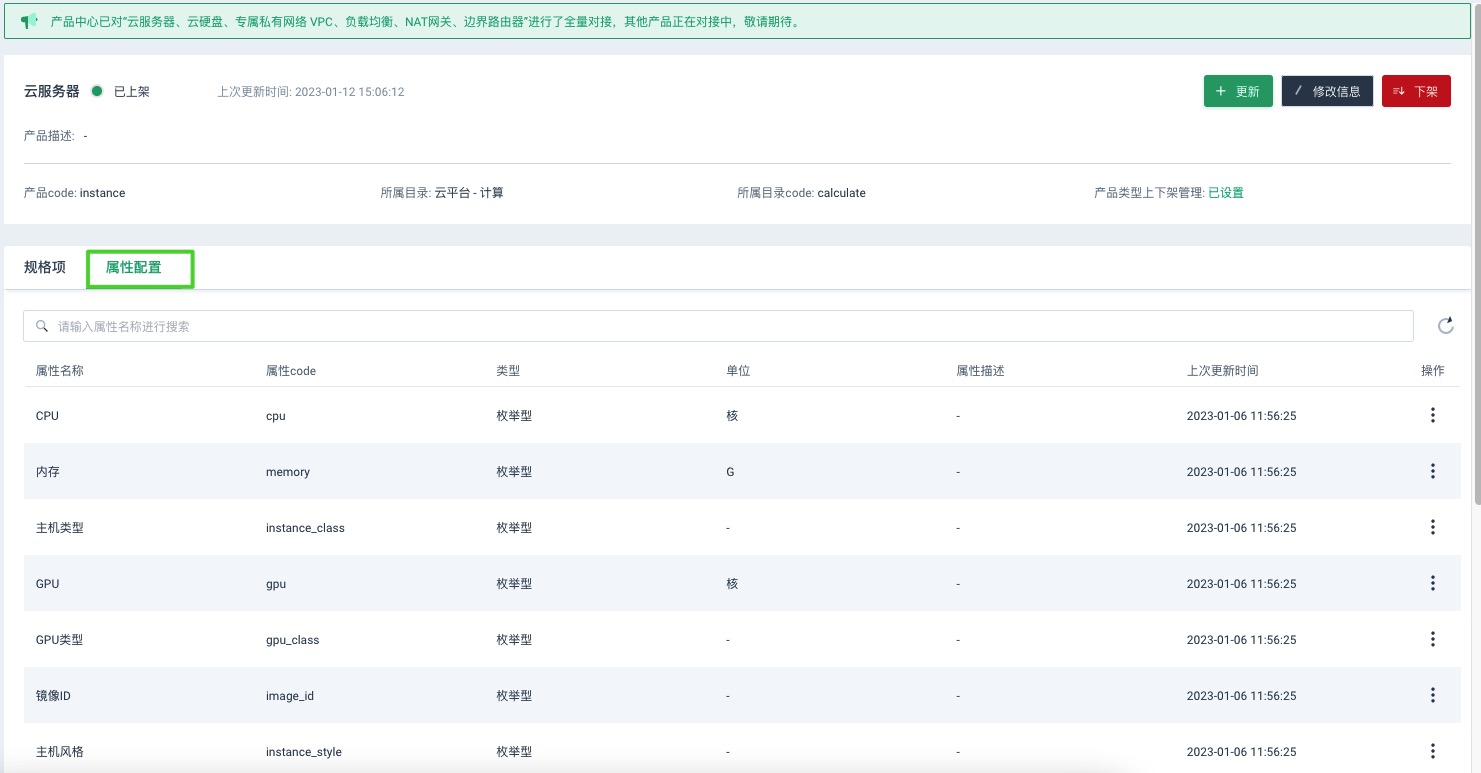 产品中心已对“云服务器、云硬盘、专属私有网络 VPC、负载均衡、NAT网关、边界路由器”进行了全量对接，其他产品正在对接中，敬请期待。
云服务器 已上架 上次更新时间: 2023-01-12 15:06:12 更新 修改信息 下架
产品描述: -
产品code: instance 所属目录: 云平台 - 计算 所属目录code: calculate 产品类型上下架管理: 已设置
规格项 属性配置
请输入属性名称进行搜索
属性名称 属性code 类型 单位 属性描述 上次更新时间 操作
CPU cpu 枚举型 核 - 2023-01-06 11:56:25
内存 memory 枚举型 G - 2023-01-06 11:56:25
主机类型 instance_class 枚举型 - - 2023-01-06 11:56:25
GPU gpu 枚举型 核 - 2023-01-06 11:56:25
GPU类型 gpu_class 枚举型 - - 2023-01-06 11:56:25
镜像ID image_id 枚举型 - - 2023-01-06 11:56:25
主机风格 instance_style 枚举型 - - 2023-01-06 11:56:25